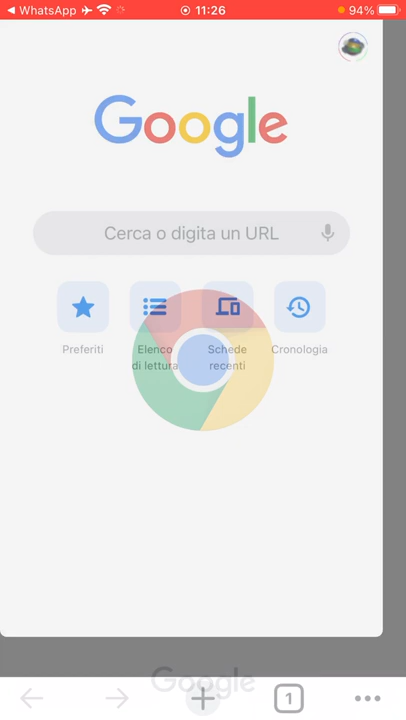 WhatsApp
11:26
94%
Google
Cerca o digita un URL
Preferiti
Elenco di lettura
Schede recenti
Cronologia
Google
1